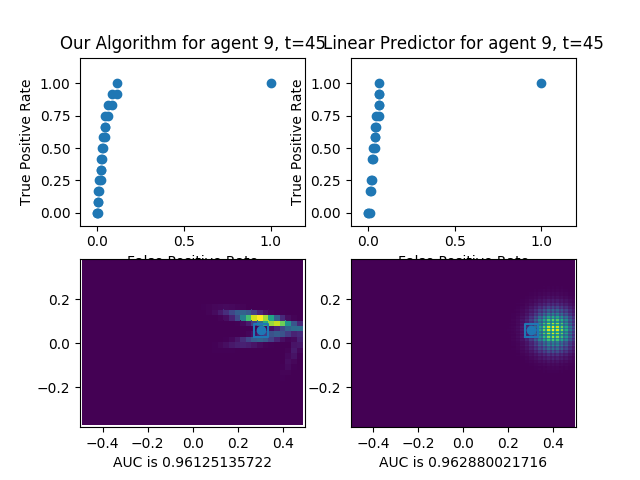 Our Algorithm for agent 9, t=45
Linear Predictor for agent 9, t=45
True Positive Rate
1.00
0.75
0.50
0.25
0.00
0.0 0.5 1.0
False Positive Rate
True Positive Rate
1.00
0.75
0.50
0.25
0.00
0.0 0.5 1.0
False Positive Rate
0.2
0.0
−0.2
−0.4 −0.2 0.0 0.2 0.4
AUC is 0.96125135722
0.2
0.0
−0.2
−0.4 −0.2 0.0 0.2 0.4
AUC is 0.962880021716